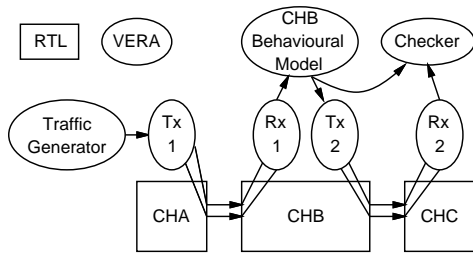 RTL
VERA
CHB
Behavioural
Model
Checker
Traffic
Generator
Tx
1
Rx
1
Tx
2
Rx
2
CHA
CHB
CHC